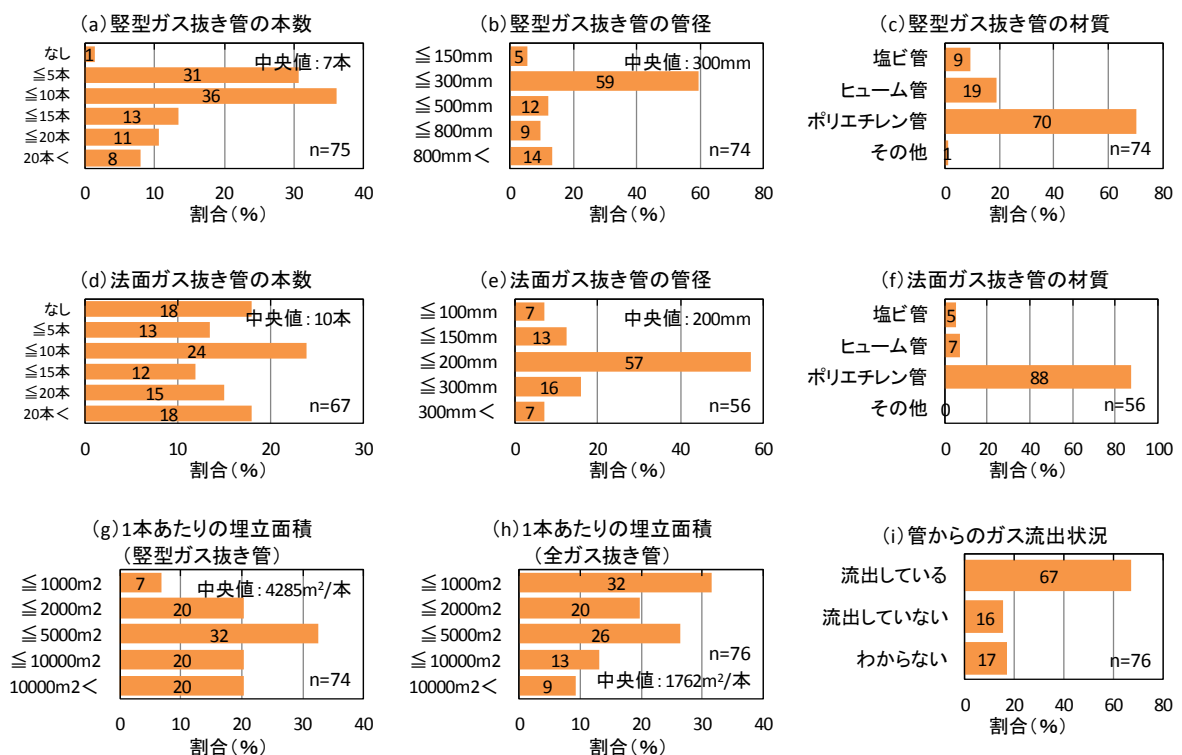 (a)竪型ガス抜き管の本数
なし
≦5本
≦10本
≦15本
≦20本
20本<
1
31
36
13
11
8
中央値:7本
n=75
0 10 20 30 40
割合(%)
(b)竪型ガス抜き管の管径
≦150mm
≦300mm
≦500mm
≦800mm
800mm<
5
59
12
9
14
中央値:300mm
n=74
0 20 40 60 80
割合(%)
(c)竪型ガス抜き管の材質
塩ビ管
ヒューム管
ポリエチレン管
その他
9
19
70
1
n=74
0 20 40 60 80
割合(%)
(d)法面ガス抜き管の本数
なし
≦5本
≦10本
≦15本
≦20本
20本<
18
13
24
12
15
18
中央値:10本
n=67
0 10 20 30
割合(%)
(e)法面ガス抜き管の管径
≦100mm
≦150mm
≦200mm
≦300mm
300mm<
7
13
57
16
7
中央値:200mm
n=56
0 20 40 60
割合(%)
(f)法面ガス抜き管の材質
塩ビ管
ヒューム管
ポリエチレン管
その他
5
7
88
0
n=56
0 20 40 60 80 100
割合(%)
(g)1本あたりの埋立面積
(竪型ガス抜き管)
≦1000m2
≦2000m2
≦5000m2
≦10000m2
10000m2<
7
20
32
20
20
中央値:4285m²/本
n=74
0 10 20 30 40
割合(%)
(h)1本あたりの埋立面積
(全ガス抜き管)
≦1000m2
≦2000m2
≦5000m2
≦10000m2
10000m2<
32
20
26
13
9
n=76
中央値:1762m²/本
0 10 20 30 40
割合(%)
(i)管からのガス流出状況
流出している
流出していない
わからない
67
16
17
n=76
0 20 40 60 80
割合(%)